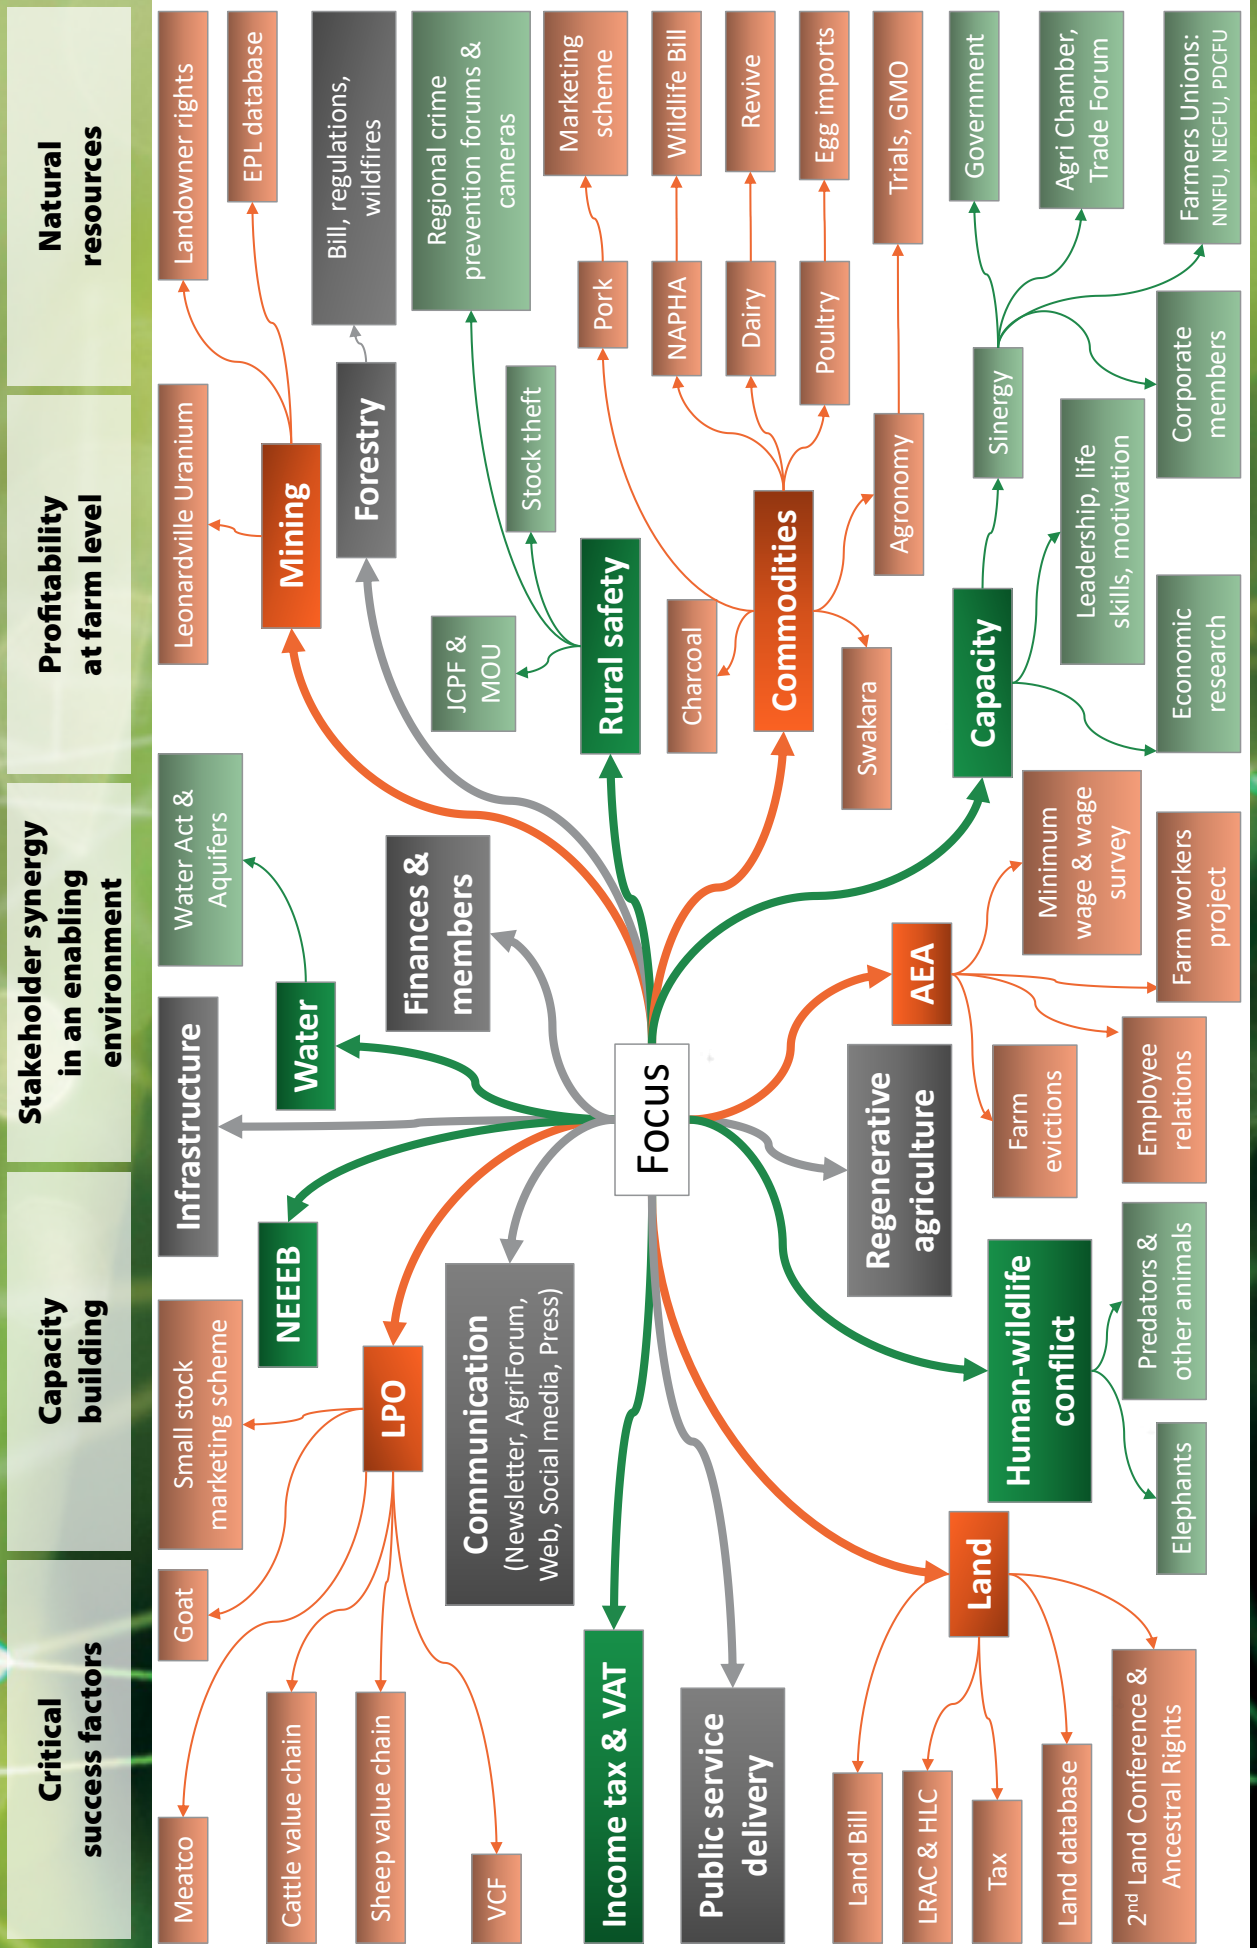 Critical
success factors
Capacity
building
Stakeholder synergy
in an enabling
environment
Profitability
at farm level
Natural
resources
Meatco
Goat
Small stock
marketing scheme
Cattle value chain
Sheep value chain
VCF
LPO
NEEEB
Infrastructure
Water
Water Act &
Aquifers
Finances &
members
Communication
(Newsletter, AgriForum,
Web, Social media, Press)
Leonardville Uranium
Landowner rights
EPL database
Mining
Forestry
Bill, regulations,
wildfires
Regional crime
prevention forums &
cameras
Stock theft
JCPF &
MOU
Rural safety
Focus
Income tax & VAT
Public service
delivery
Charcoal
Commodities
Swakara
Pork
Marketing
scheme
NAPHA
Wildlife Bill
Dairy
Revive
Poultry
Egg imports
Agronomy
Trials, GMO
Land
Land Bill
LRAC & HLC
Tax
Land database
2nd Land Conference &
Ancestral Rights
Human-wildlife
conflict
Elephants
Predators &
other animals
Regenerative
agriculture
AEA
Farm
evictions
Employee
relations
Farm workers
project
Minimum
wage & wage
survey
Capacity
Economic
research
Leadership, life
skills, motivation
Sinergy
Government
Agri Chamber,
Trade Forum
Farmers Unions:
NNFU, NECFU, PDCFU
Corporate
members